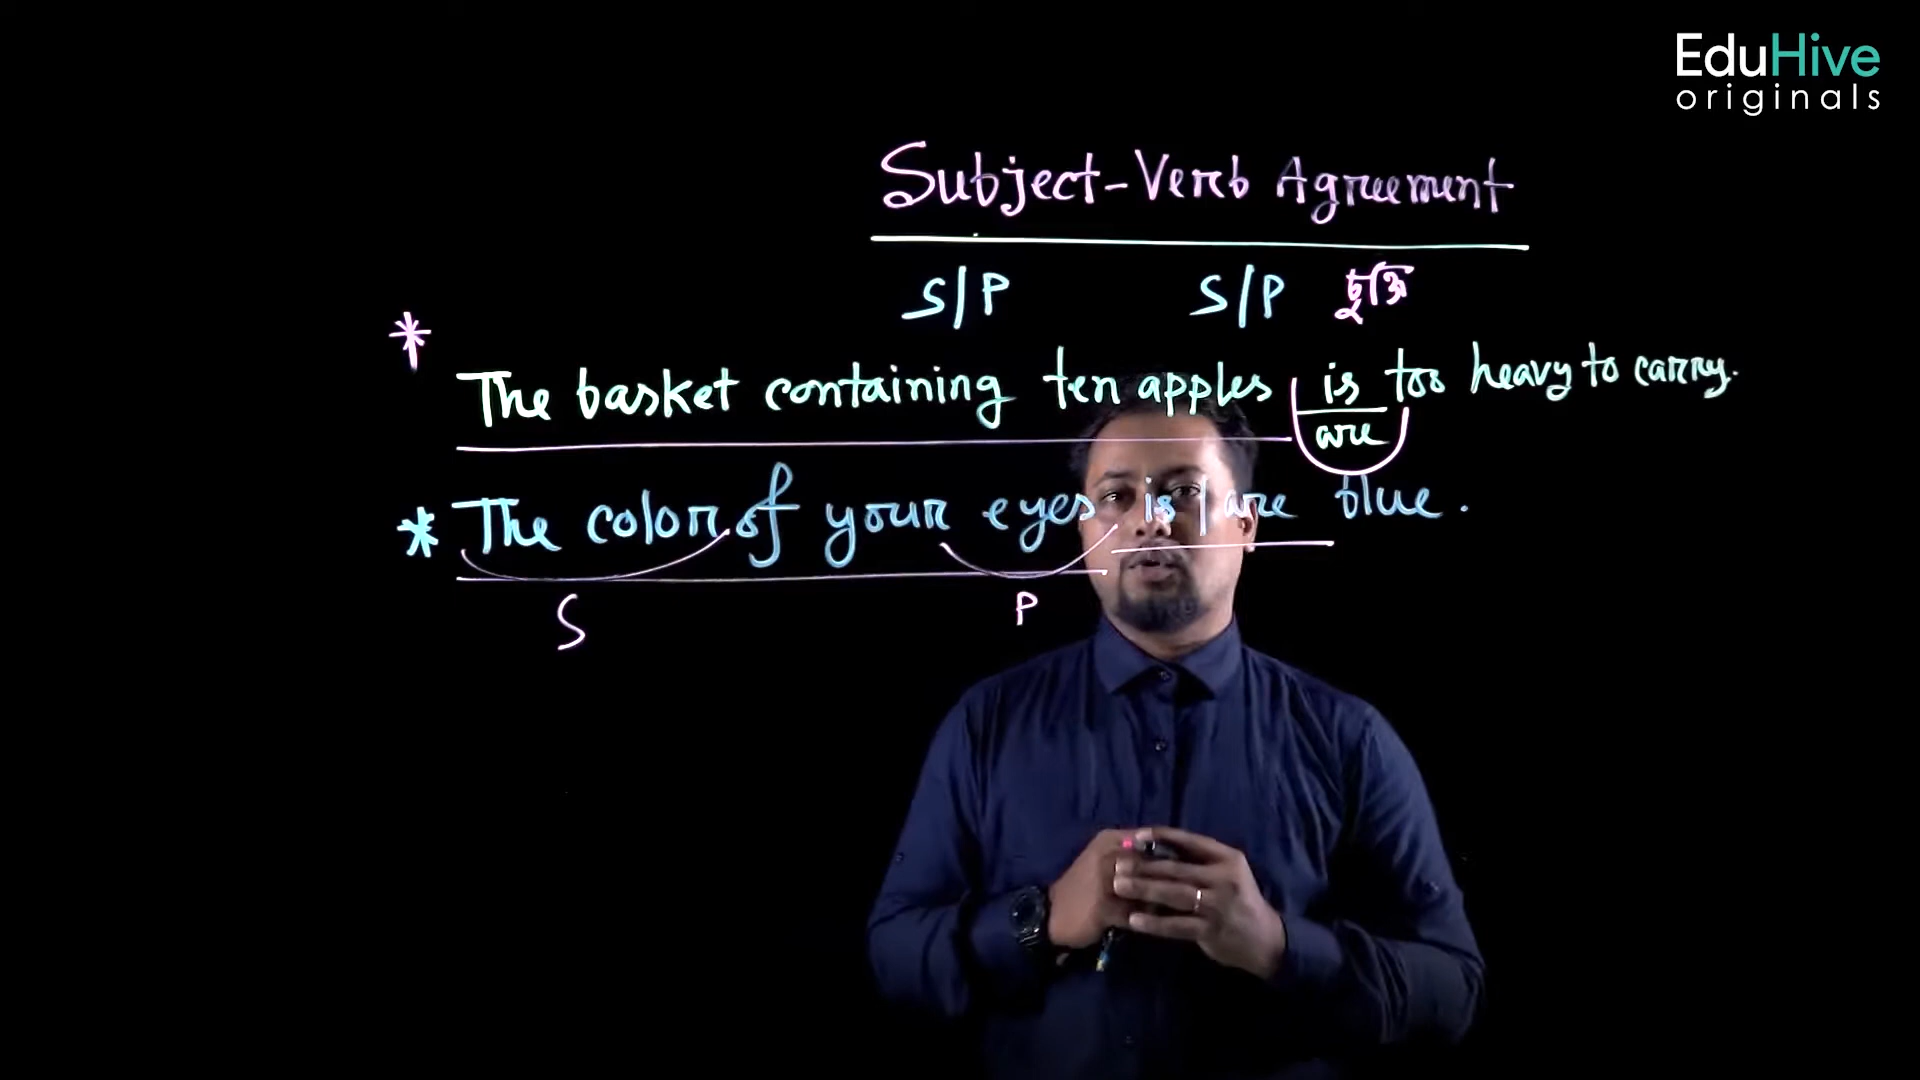 EduHive
originals
Subject-Verb Agreement
S/P S/P
* The basket containing ten apples is too heavy to carry.
are
* The color of your eyes is/are blue.
S P